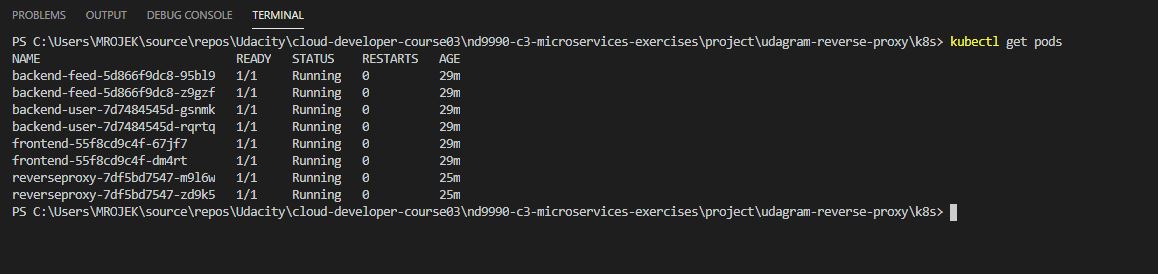 PROBLEMS OUTPUT DEBUG CONSOLE TERMINAL
PS C:\Users\MROJEK\source\repos\Udacity\cloud-developer-course03\nd9990-c3-microservices-exercises\project\udagram-reverse-proxy\k8s> kubectl get pods
NAME READY STATUS RESTARTS AGE
backend-feed-5d866f9dc8-95bl9 1/1 Running 0 29m
backend-feed-5d866f9dc8-z9gzf 1/1 Running 0 29m
backend-user-7d7484545d-gsnmk 1/1 Running 0 29m
backend-user-7d7484545d-rqrtq 1/1 Running 0 29m
frontend-55f8cd9c4f-67jf7 1/1 Running 0 29m
frontend-55f8cd9c4f-dm4rt 1/1 Running 0 29m
reverseproxy-7df5bd7547-m9l6w 1/1 Running 0 25m
reverseproxy-7df5bd7547-zd9k5 1/1 Running 0 25m
PS C:\Users\MROJEK\source\repos\Udacity\cloud-developer-course03\nd9990-c3-microservices-exercises\project\udagram-reverse-proxy\k8s>